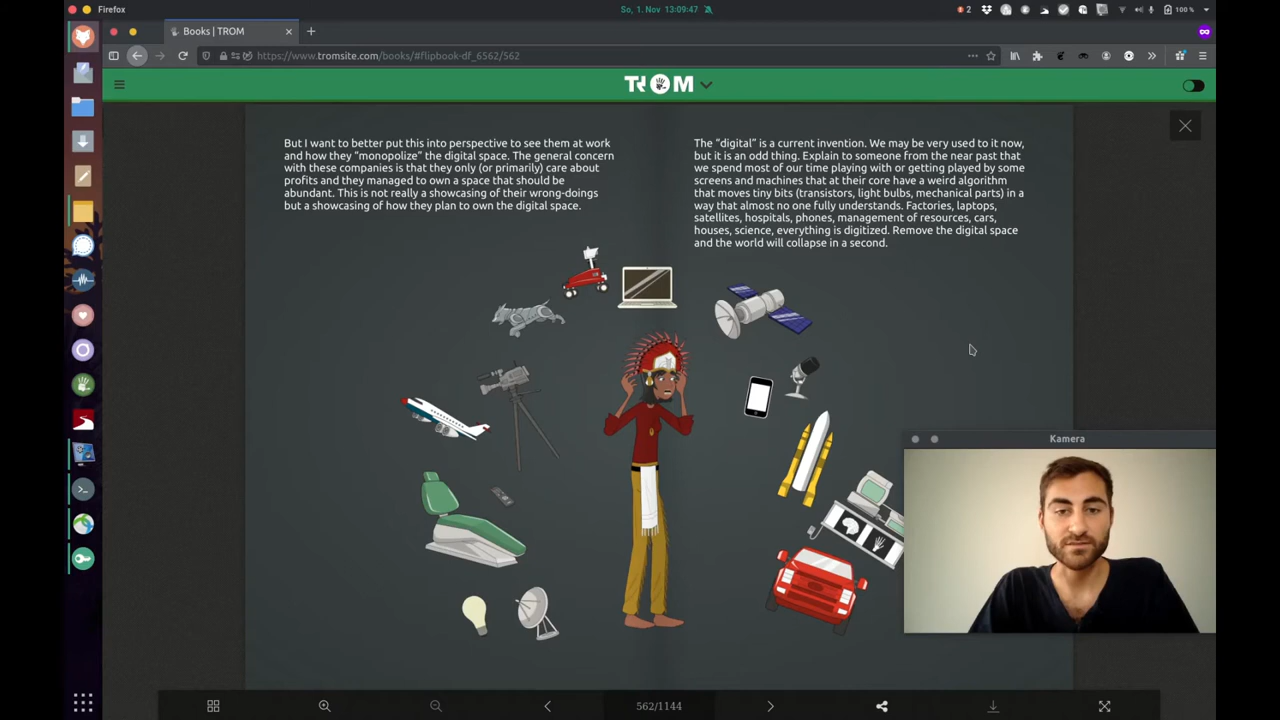 Firefox
So, 1. Nov 13:09:47
2
100 %
Books | TROM
https://www.tromsite.com/books/#flipbook-df_6562/562
TROM
But I want to better put this into perspective to see them at work
and how they "monopolize" the digital space. The general concern
with these companies is that they only (or primarily) care about
profits and they managed to own a space that should be
abundant. This is not really a showcasing of their wrong-doings
but a showcasing of how they plan to own the digital space.
The "digital" is a current invention. We may be very used to it now,
but it is an odd thing. Explain to someone from the near past that
we spend most of our time playing with or getting played by some
screens and machines that at their core have a weird algorithm
that moves tiny bits (transistors, light bulbs, mechanical parts) in a
way that almost no one fully understands. Factories, laptops,
satellites, hospitals, phones, management of resources, cars,
houses, science, everything is digitized. Remove the digital space
and the world will collapse in a second.
Kamera
562/1144